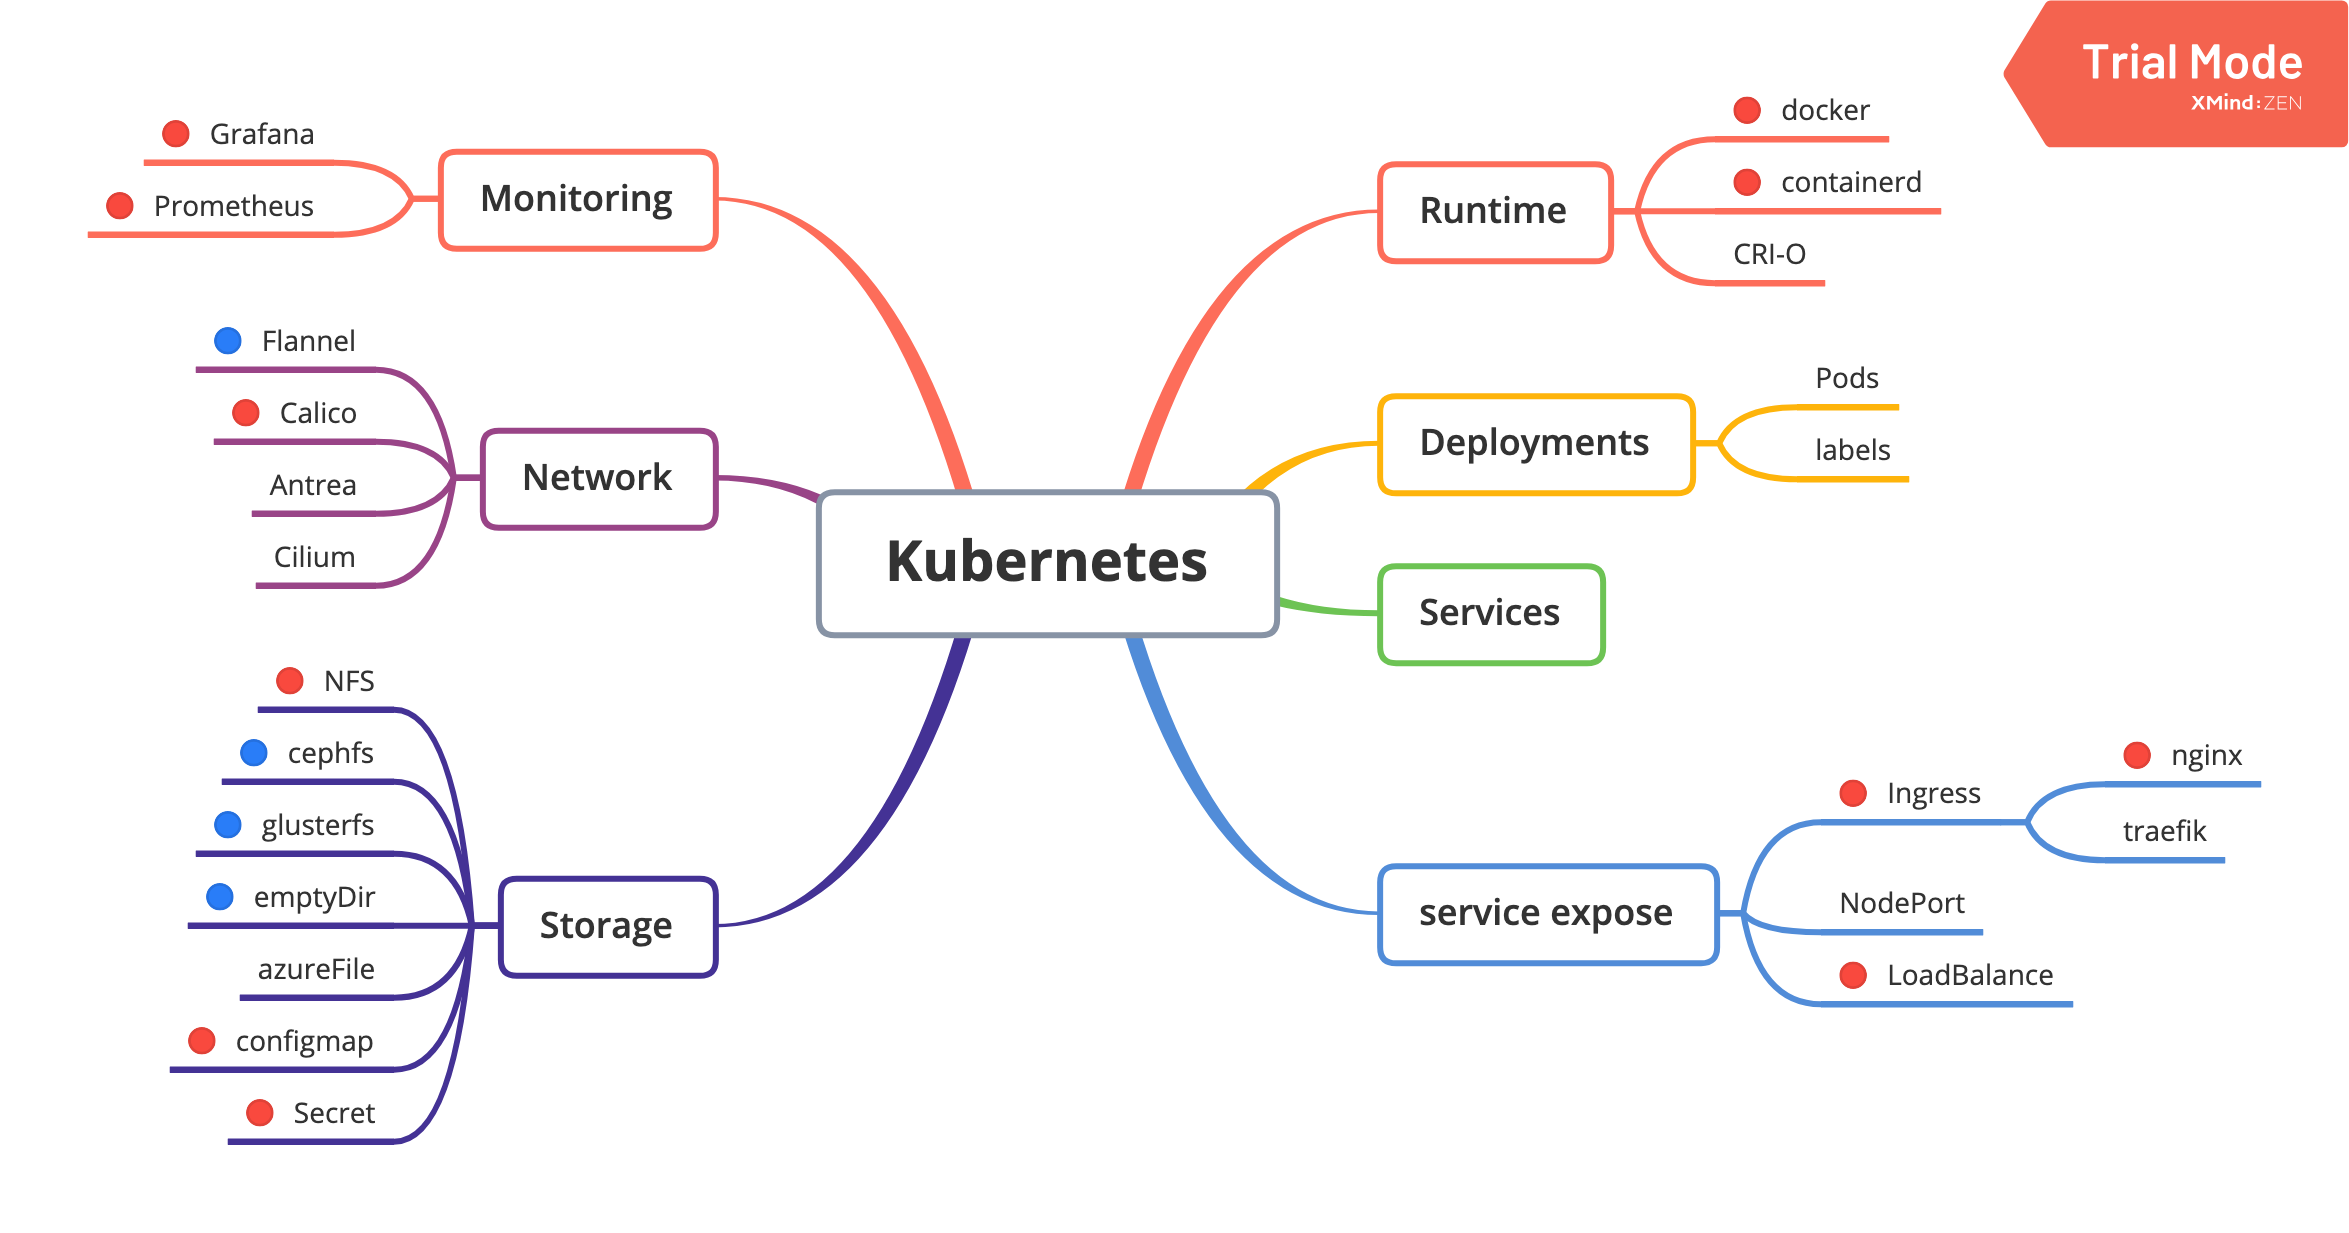 Trial Mode
XMind:ZEN
Kubernetes
Monitoring
Grafana
Prometheus
Network
Flannel
Calico
Antrea
Cilium
Storage
NFS
cephfs
glusterfs
emptyDir
azureFile
configmap
Secret
Runtime
docker
containerd
CRI-O
Deployments
Pods
labels
Services
service expose
Ingress
nginx
traefik
NodePort
LoadBalance